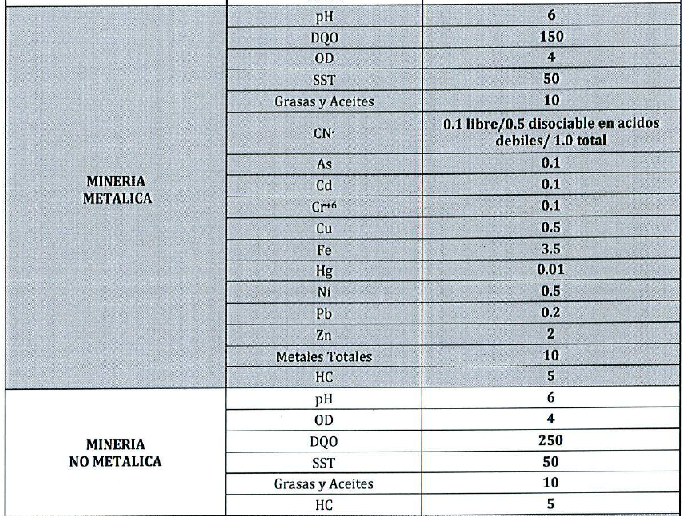 MINERIA
METALICA
pH 6
DQO 150
OD 4
SST 50
Grasas y Aceites 10
CN- 0.1 libre/0.5 disociable en acidos
debiles/ 1.0 total
As 0.1
Cd 0.1
Cr+6 0.1
Cu 0.5
Fe 3.5
Hg 0.01
Ni 0.5
Pb 0.2
Zn 2
Metales Totales 10
HC 5
MINERIA
NO METALICA
pH 6
OD 4
DQO 250
SST 50
Grasas y Aceites 10
HC 5